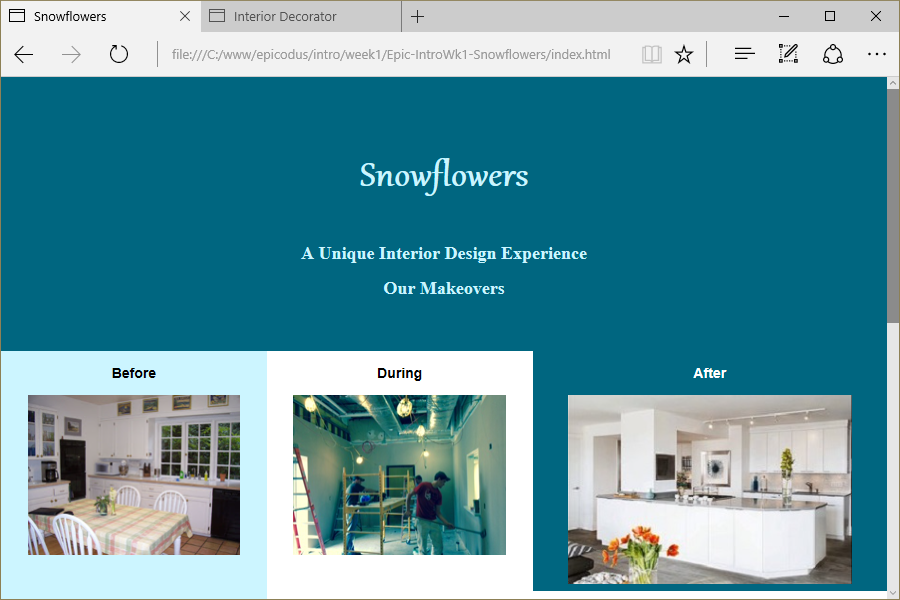 Snowflowers
Interior Decorator
file:///C:/www/epicodus/intro/week1/Epic-IntroWk1-Snowflowers/index.html
Snowflowers
A Unique Interior Design Experience
Our Makeovers
Before
During
After